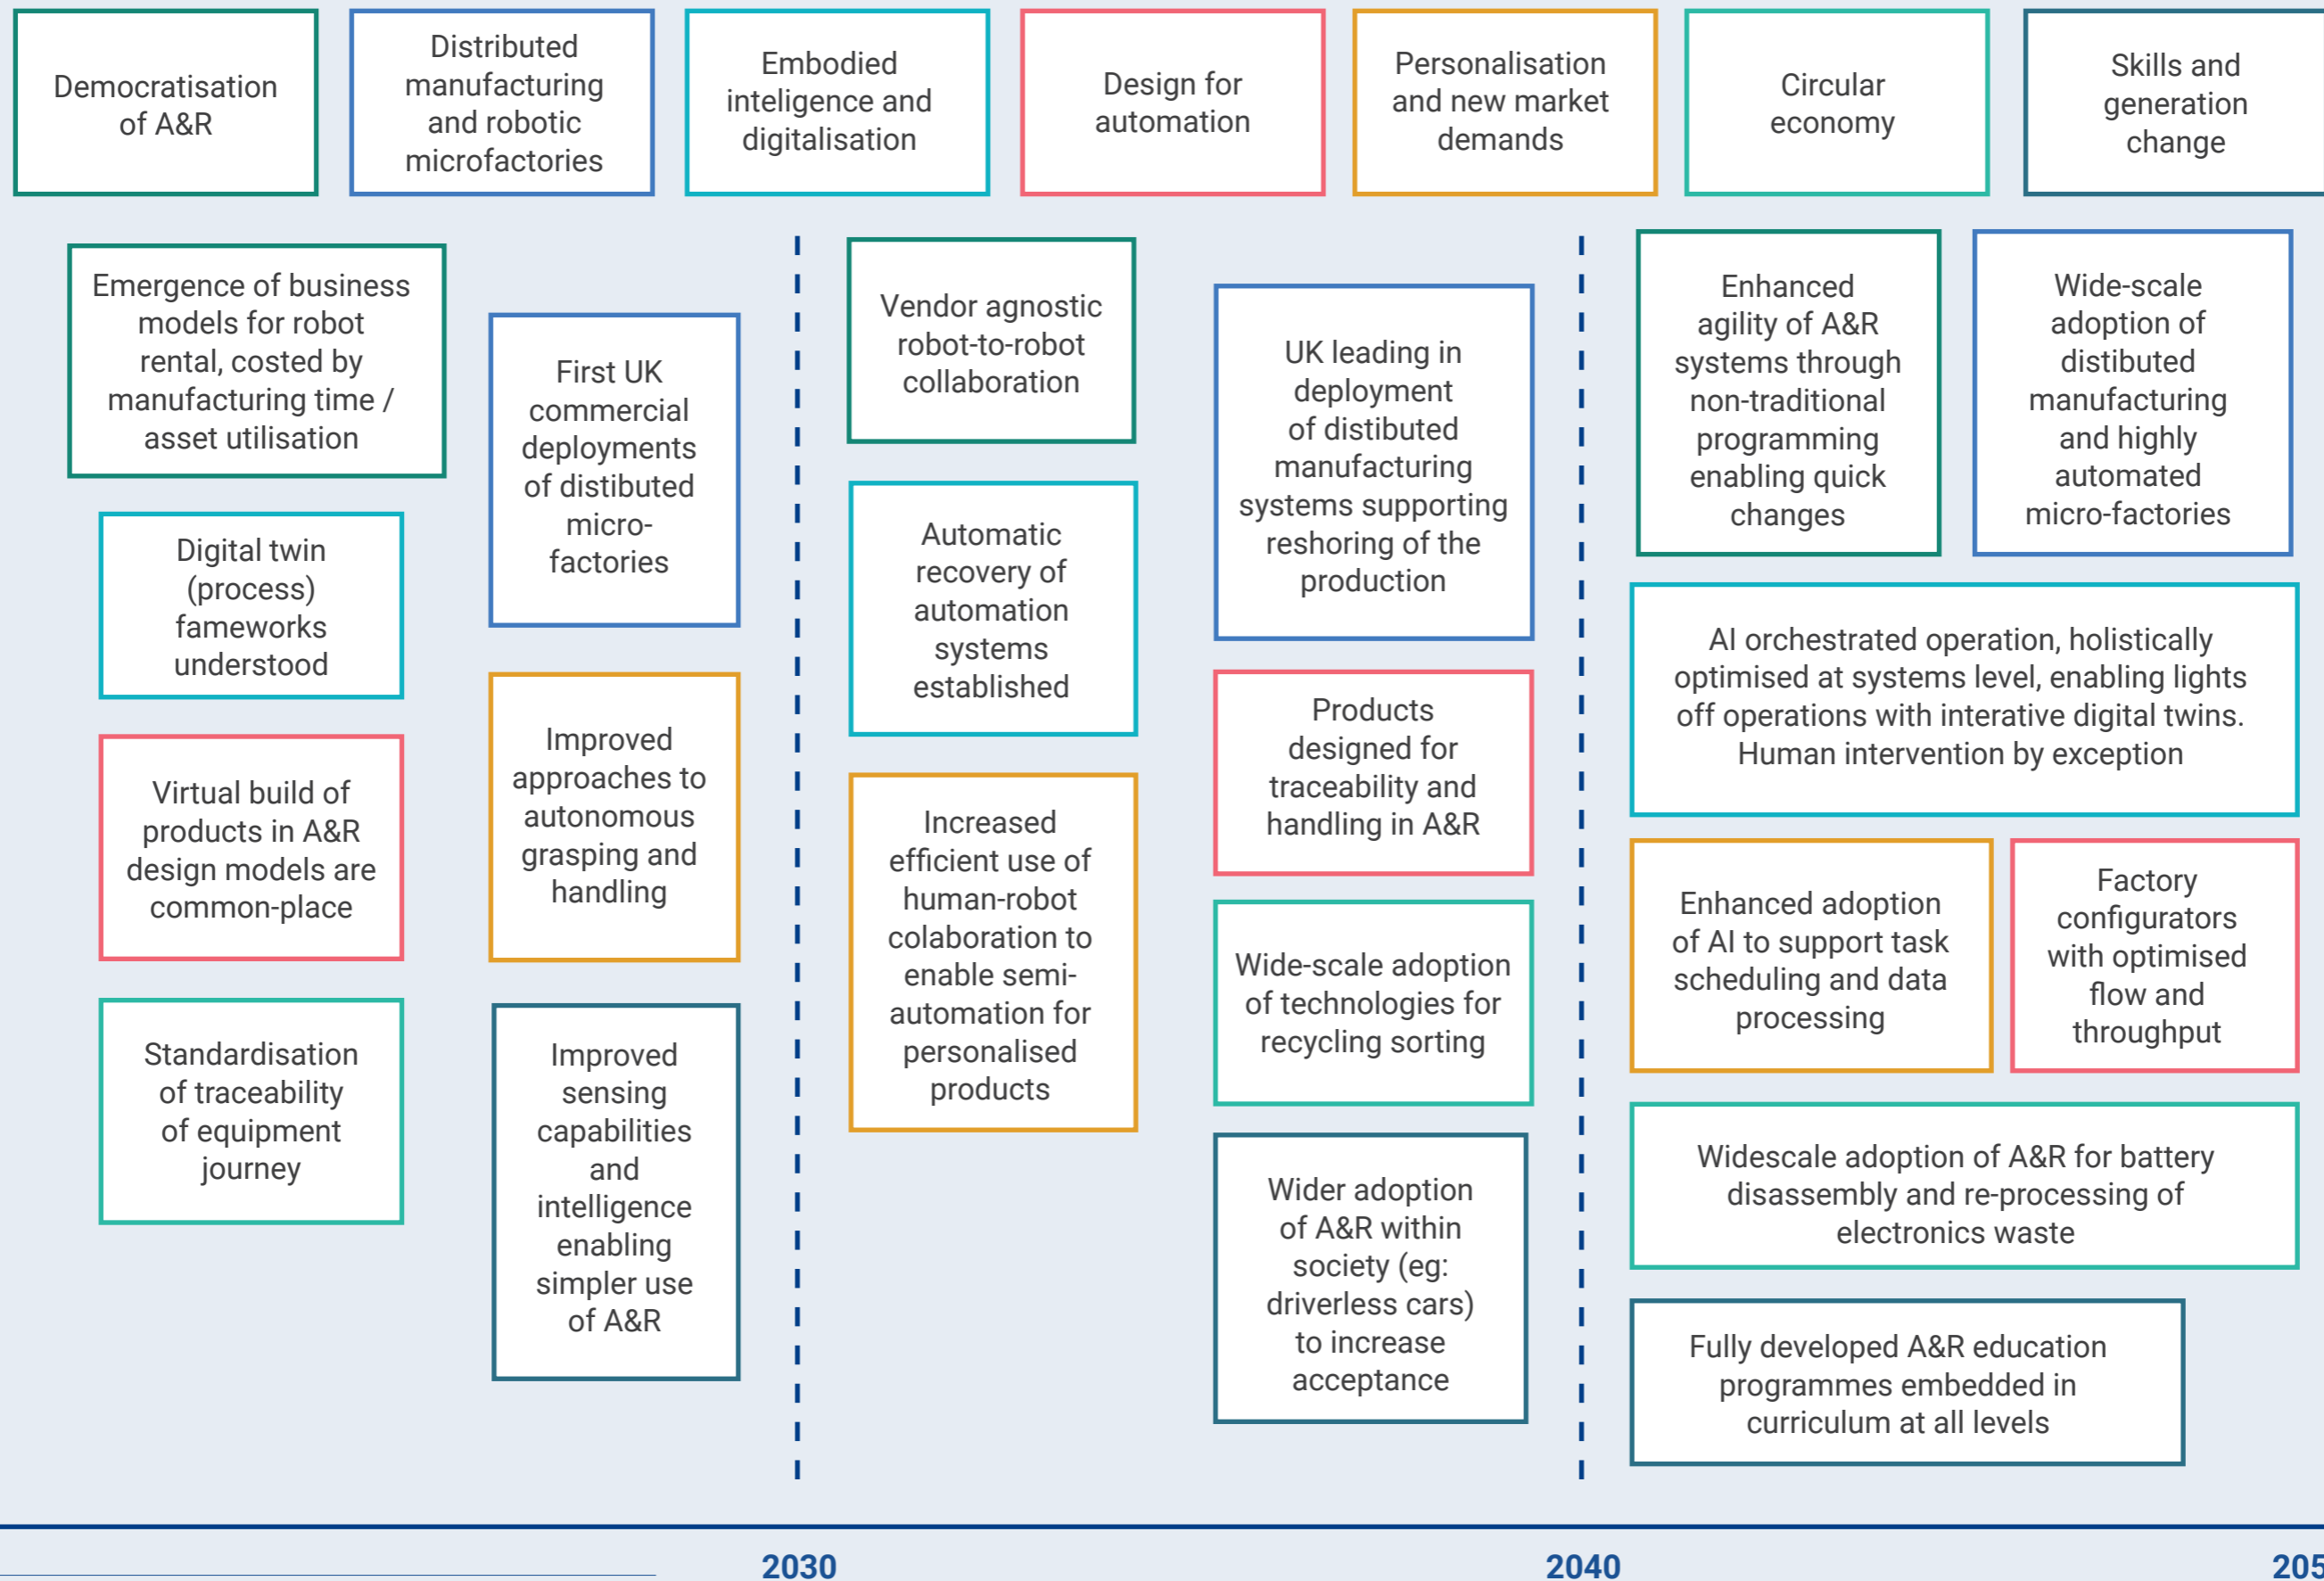 Democratisation
of A&R
Distributed
manufacturing
and robotic
microfactories
Embodied
inteligence and
digitalisation
Design for
automation
Personalisation
and new market
demands
Circular
economy
Skills and
generation
change
Emergence of business
models for robot
rental, costed by
manufacturing time /
asset utilisation
Digital twin
(process)
fameworks
understood
Virtual build of
products in A&R
design models are
common-place
Standardisation
of traceability
of equipment
journey
First UK
commercial
deployments
of distibuted
micro-
factories
Improved
approaches to
autonomous
grasping and
handling
Improved
sensing
capabilities
and
intelligence
enabling
simpler use
of A&R
Vendor agnostic
robot-to-robot
collaboration
Automatic
recovery of
automation
systems
established
Increased
efficient use of
human-robot
colaboration to
enable semi-
automation for
personalised
products
UK leading in
deployment
of distibuted
manufacturing
systems supporting
reshoring of the
production
Products
designed for
traceability and
handling in A&R
Wide-scale adoption
of technologies for
recycling sorting
Wider adoption
of A&R within
society (eg:
driverless cars)
to increase
acceptance
Enhanced
agility of A&R
systems through
non-traditional
programming
enabling quick
changes
Wide-scale
adoption of
distibuted
manufacturing
and highly
automated
micro-factories
AI orchestrated operation, holistically
optimised at systems level, enabling lights
off operations with interative digital twins.
Human intervention by exception
Enhanced adoption
of AI to support task
scheduling and data
processing
Factory
configurators
with optimised
flow and
throughput
Widescale adoption of A&R for battery
disassembly and re-processing of
electronics waste
Fully developed A&R education
programmes embedded in
curriculum at all levels
2030
2040
205